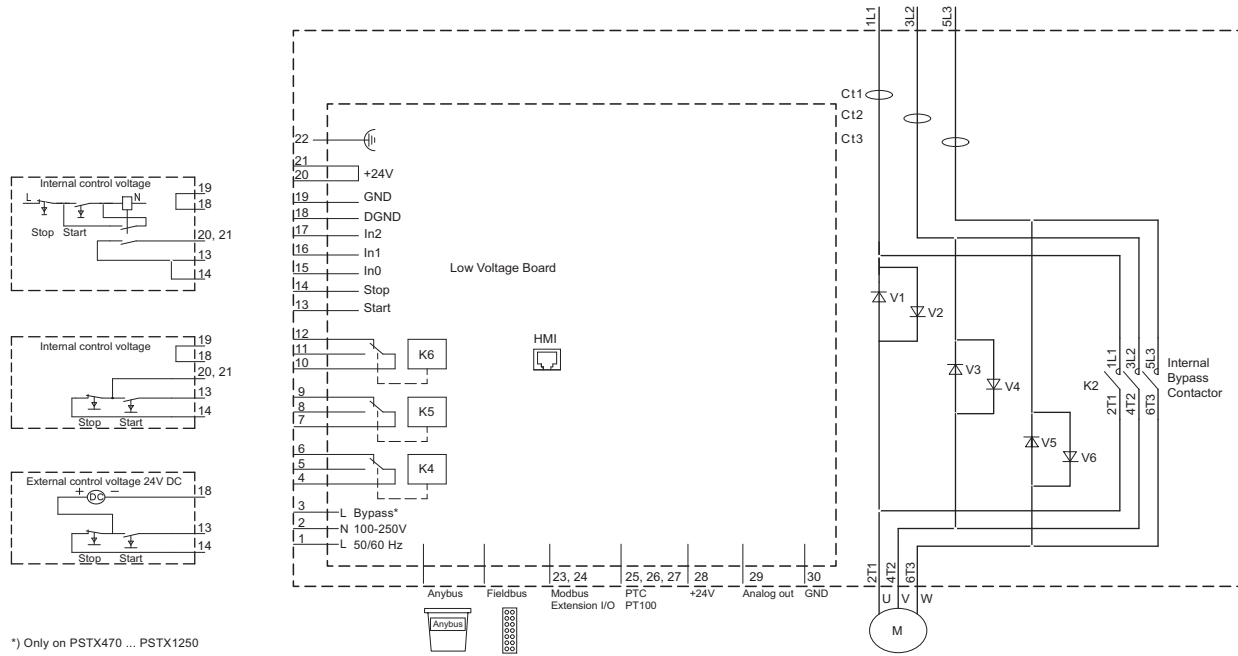 1L1
3L2
5L3
Ct1
Ct2
Ct3
22
21
20
+24V
19
GND
18
DGND
17
In2
16
In1
15
In0
14
Stop
13
Start
Low Voltage Board
HMI
12
11
10
K6
9
8
7
K5
6
5
4
K4
3
L Bypass*
2
N 100-250V
1
L 50/60 Hz
Internal control voltage
L
N
Stop
Start
19
18
20, 21
13
14
Internal control voltage
Stop
Start
19
18
20, 21
13
14
External control voltage 24V DC
+
DC
−
Stop
Start
18
13
14
V1
V2
V3
V4
V5
V6
K2
1L1
3L2
5L3
2T1
4T2
6T3
Internal
Bypass
Contactor
23, 24
25, 26, 27
28
29
30
Anybus
Fieldbus
Modbus
Extension I/O
PTC
PT100
+24V
Analog out
GND
Anybus
2T1
4T2
6T3
U
V
W
M
*) Only on PSTX470 ... PSTX1250